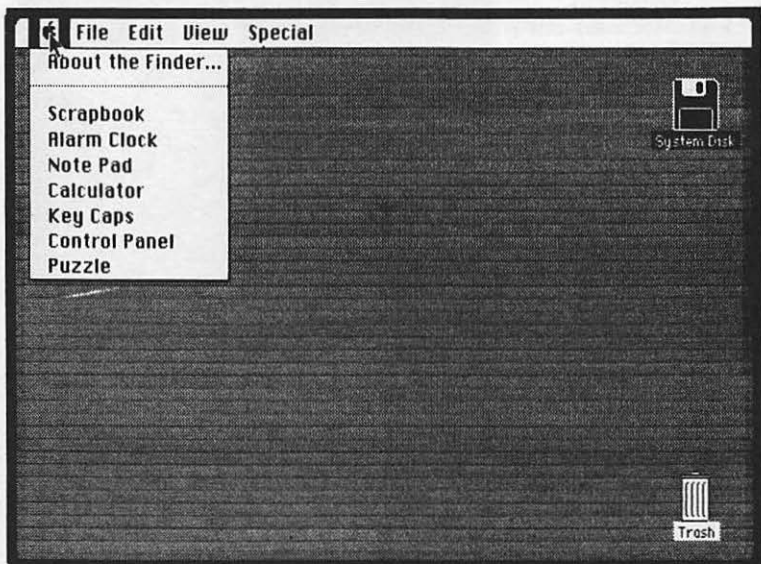 File Edit View Special
About the Finder...
Scrapbook
Alarm Clock
Note Pad
Calculator
Key Caps
Control Panel
Puzzle
System Disk
Trash